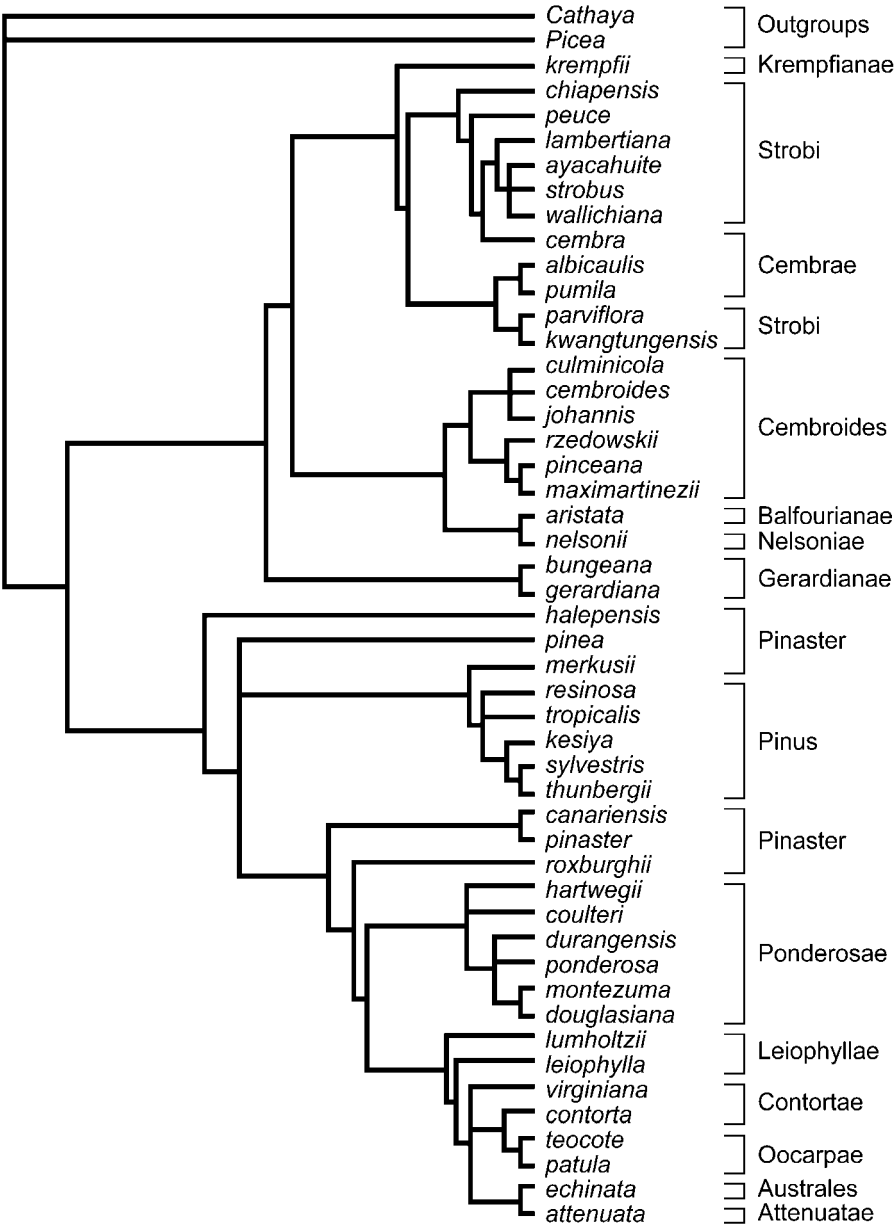 Cathaya
Picea
Outgroups
krempfii
Krempfianae
chiapensis
peuce
lambertiana
ayacahuite
strobus
wallichiana
Strobi
cembra
albicaulis
pumila
Cembrae
parviflora
kwangtungensis
Strobi
culminicola
cembroides
johannis
rzedowskii
pinceana
maximartinezii
Cembroides
aristata
Balfourianae
nelsonii
Nelsoniae
bungeana
gerardiana
Gerardianae
halepensis
pinea
merkusii
Pinaster
resinosa
tropicalis
kesiya
sylvestris
thunbergii
Pinus
canariensis
pinaster
roxburghii
Pinaster
hartwegii
coulteri
durangensis
ponderosa
montezuma
douglasiana
Ponderosae
lumholtzii
leiophylla
Leiophyllae
virginiana
contorta
Contortae
teocote
patula
Oocarpae
echinata
Australes
attenuata
Attenuatae